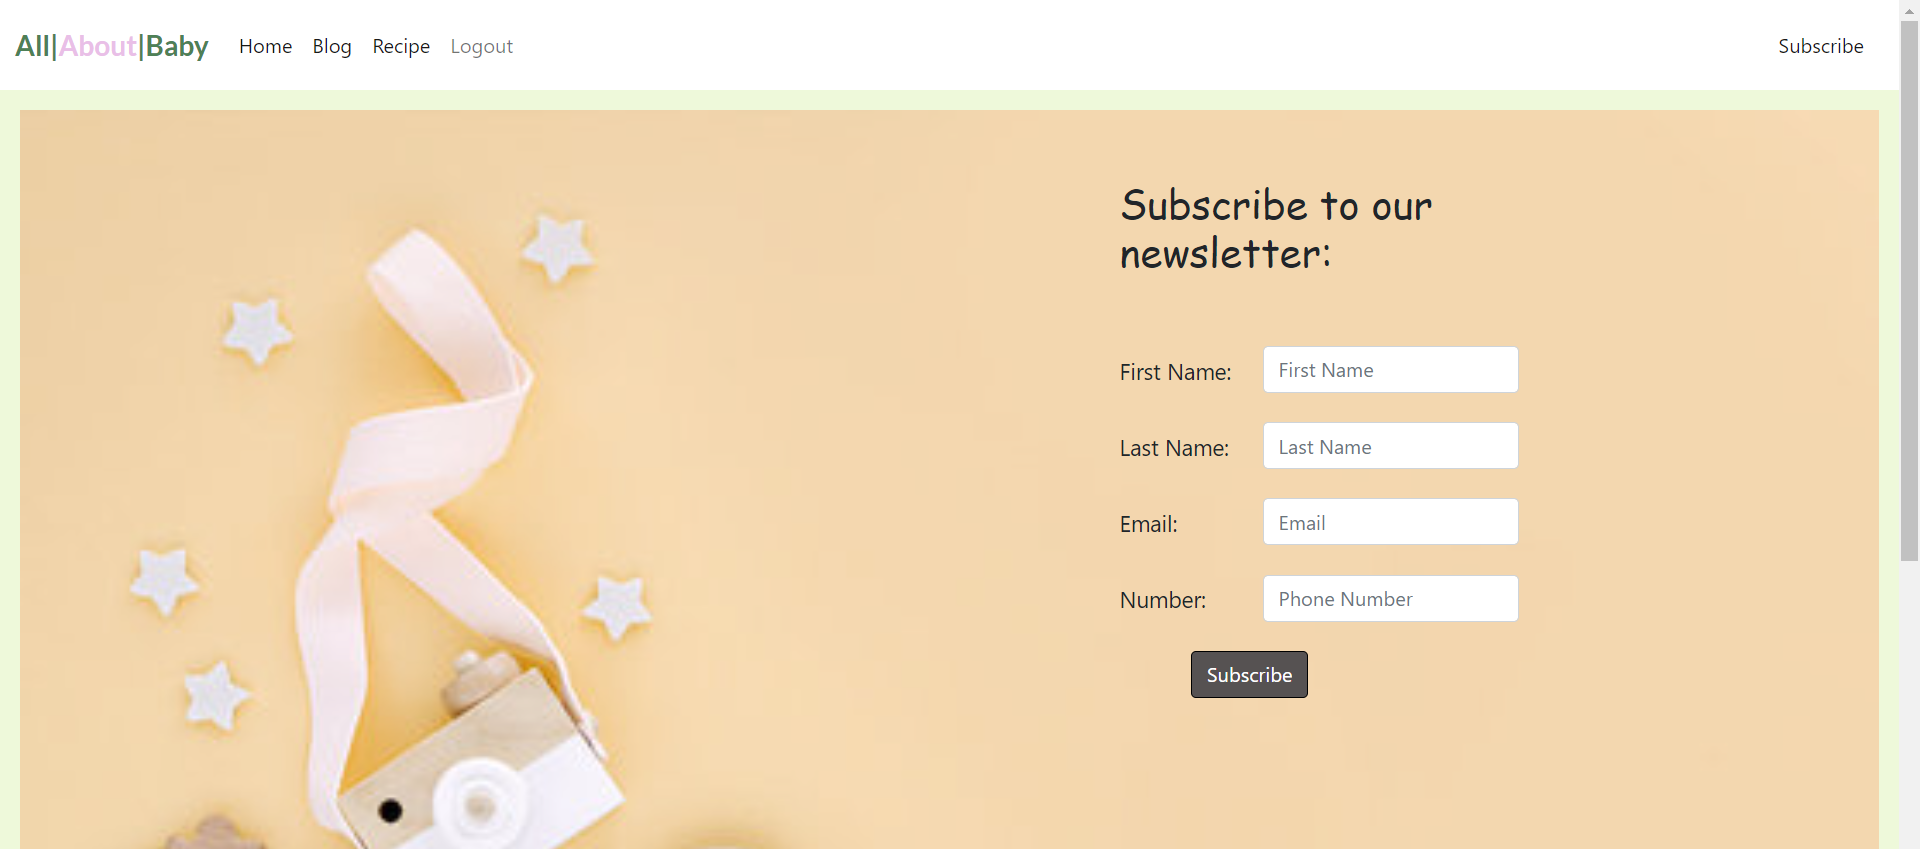 All|About|Baby Home Blog Recipe Logout Subscribe
Subscribe to our
newsletter:
First Name: First Name
Last Name: Last Name
Email: Email
Number: Phone Number
Subscribe